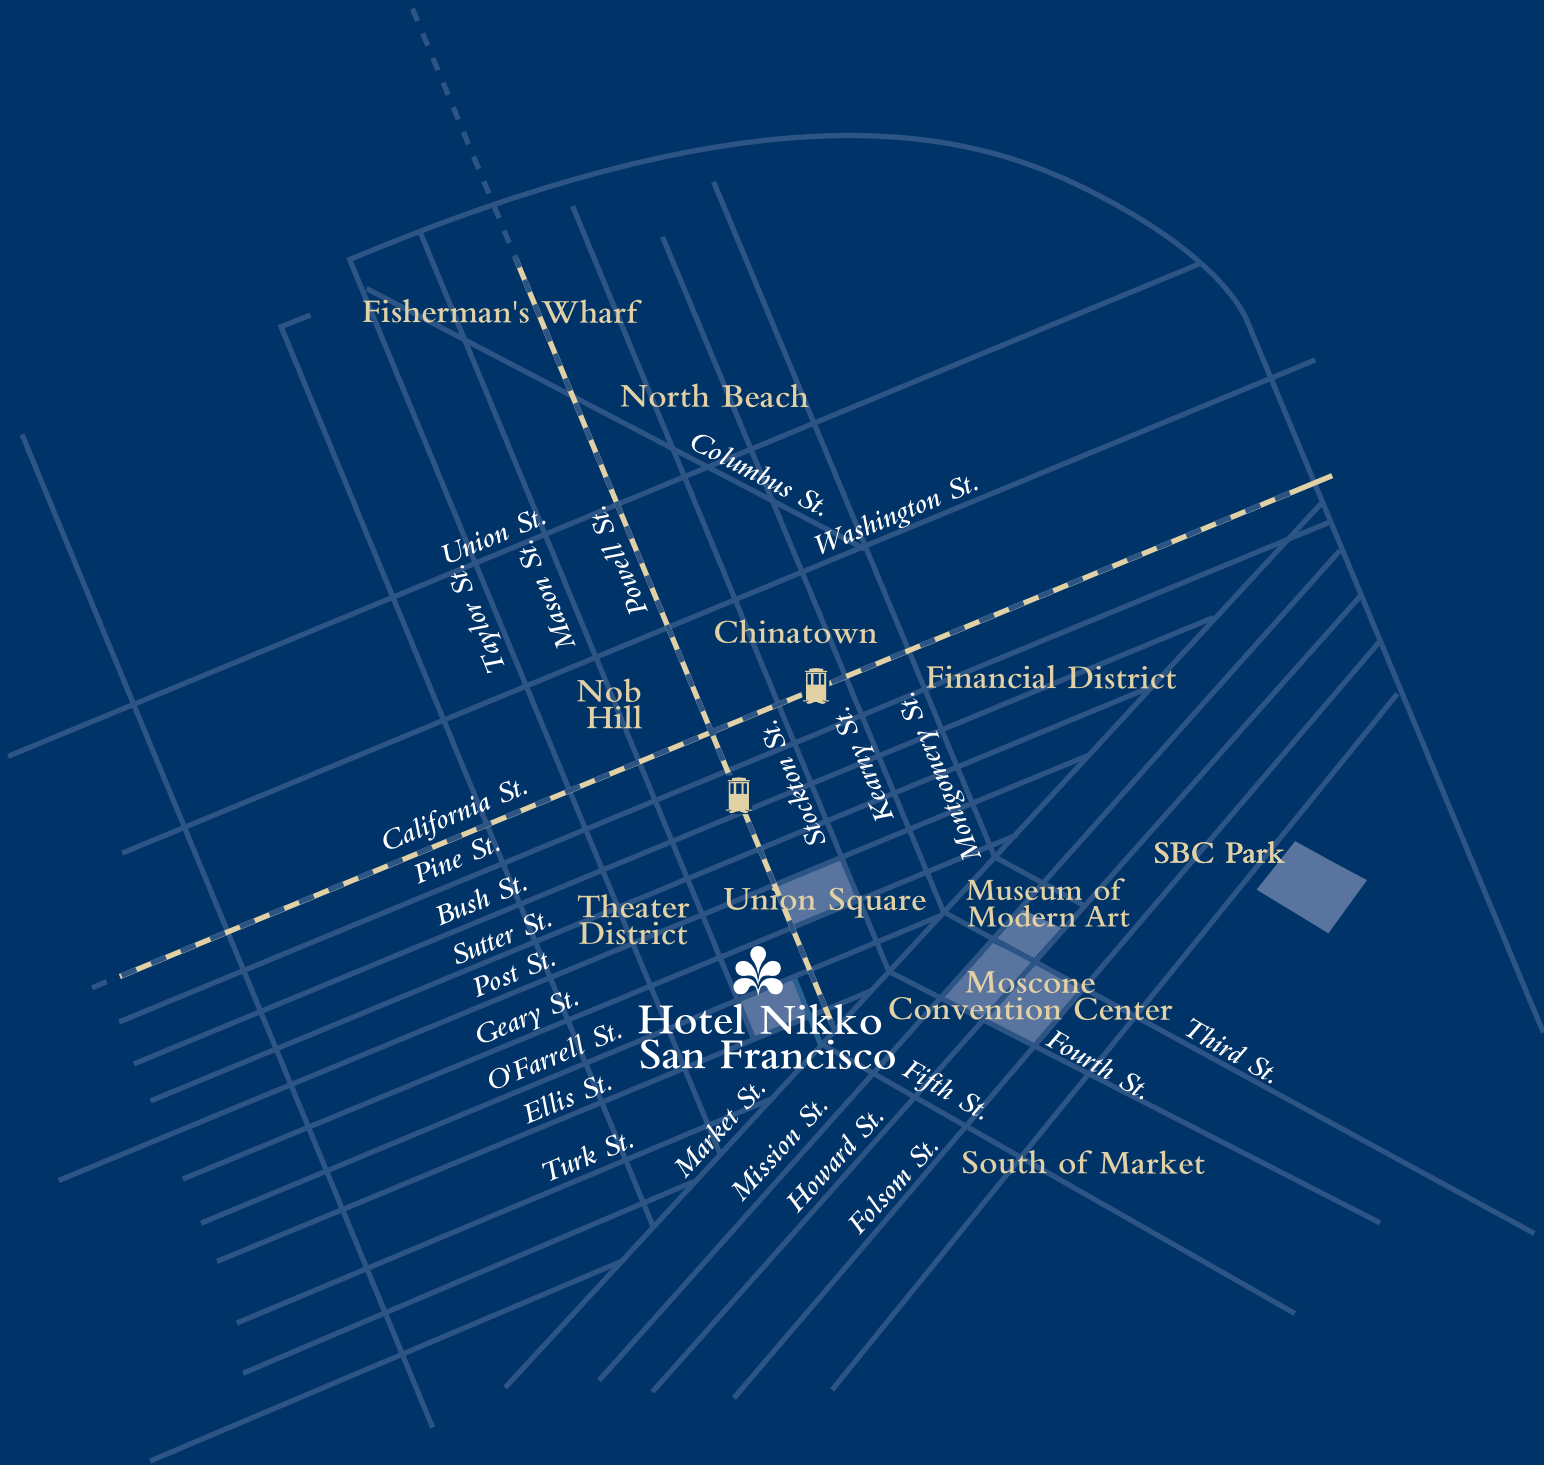 Fisherman's Wharf
North Beach
Columbus St.
Washington St.
Union St.
Taylor St.
Mason St.
Powell St.
Chinatown
Nob
Hill
Financial District
California St.
Pine St.
Bush St.
Sutter St.
Post St.
Geary St.
O'Farrell St.
Ellis St.
Turk St.
Stockton St.
Kearny St.
Montgomery St.
SBC Park
Theater
District
Union Square
Museum of
Modern Art
Moscone
Convention Center
Hotel Nikko
San Francisco
Third St.
Fourth St.
Fifth St.
Market St.
Mission St.
Howard St.
Folsom St.
South of Market